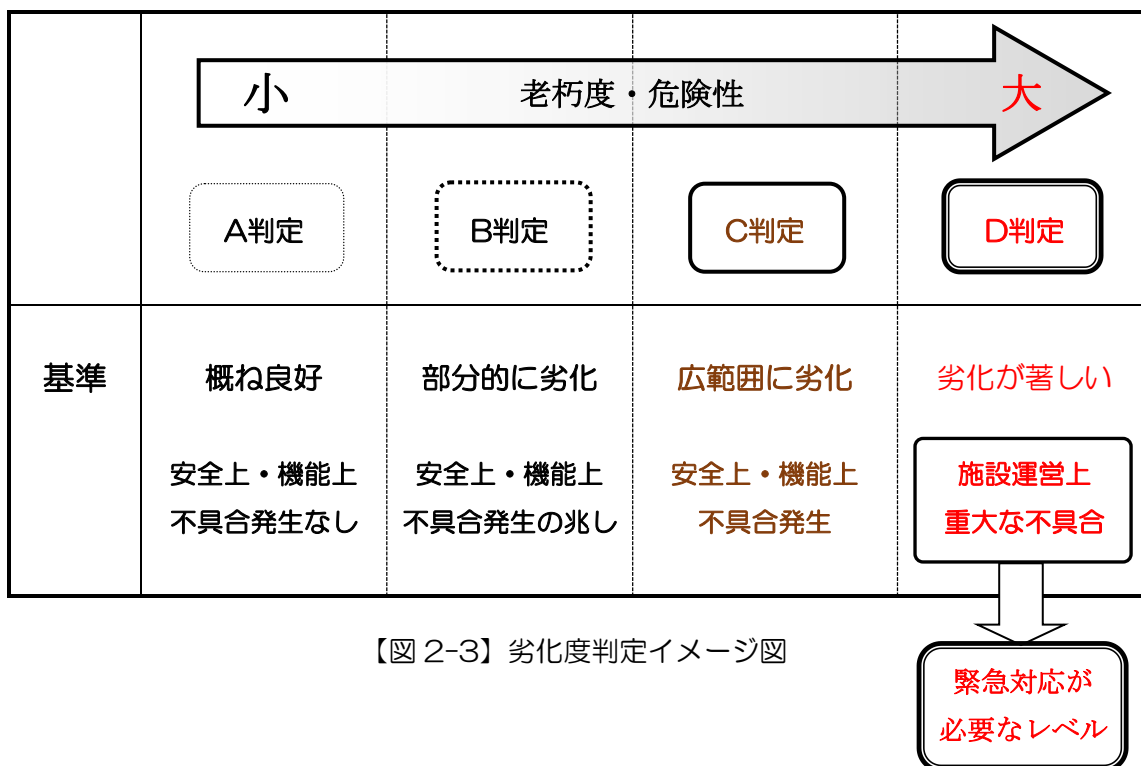 小 老朽度・危険性 大
A判定 B判定 C判定 D判定
基準 概ね良好 部分的に劣化 広範囲に劣化 劣化が著しい
安全上・機能上 安全上・機能上 安全上・機能上 施設運営上
不具合発生なし 不具合発生の兆し 不具合発生 重大な不具合
【図 2-3】劣化度判定イメージ図
緊急対応が
必要なレベル